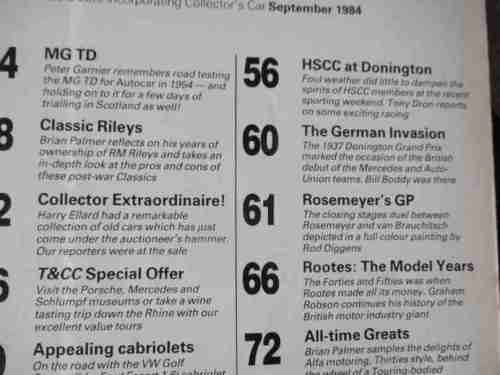 incorporating Collector's Car September 1984
4
MG TD
Peter Garnier remembers road testing
the MG TD for Autocar in 1954 — and
holding on to it for a few days of
trialling in Scotland as well!
8
Classic Rileys
Brian Palmer reflects on his years of
ownership of RM Rileys and takes an
in-depth look at the pros and cons of
these post-war Classics
2
Collector Extraordinaire!
Harry Ellard had a remarkable
collection of old cars which has just
come under the auctioneer's hammer.
Our reporters were at the sale
6
T&CC Special Offer
Visit the Porsche, Mercedes and
Schlumpf museums or take a wine
tasting trip down the Rhine with our
excellent value tours
Appealing cabriolets
On the road with the VW Golf
cabriolet
56
HSCC at Donington
Foul weather did little to dampen the
spirits of HSCC members at the recent
sporting weekend. Tony Dron reports
on some exciting racing
60
The German Invasion
The 1937 Donington Grand Prix
marked the occasion of the British
debut of the Mercedes and Auto-
Union teams. Bill Boddy was there
61
Rosemeyer's GP
The closing stages duel between
Rosemeyer and van Brauchitsch
depicted in a full colour painting by
Rod Diggens
66
Rootes: The Model Years
The Forties and Fifties was when
Rootes made all its money. Graham
Robson continues his history of the
British motor industry giant
72
All-time Greats
Brian Palmer samples the delights of
Alfa motoring, Thirties style, behind
the wheel of a Touring-bodied